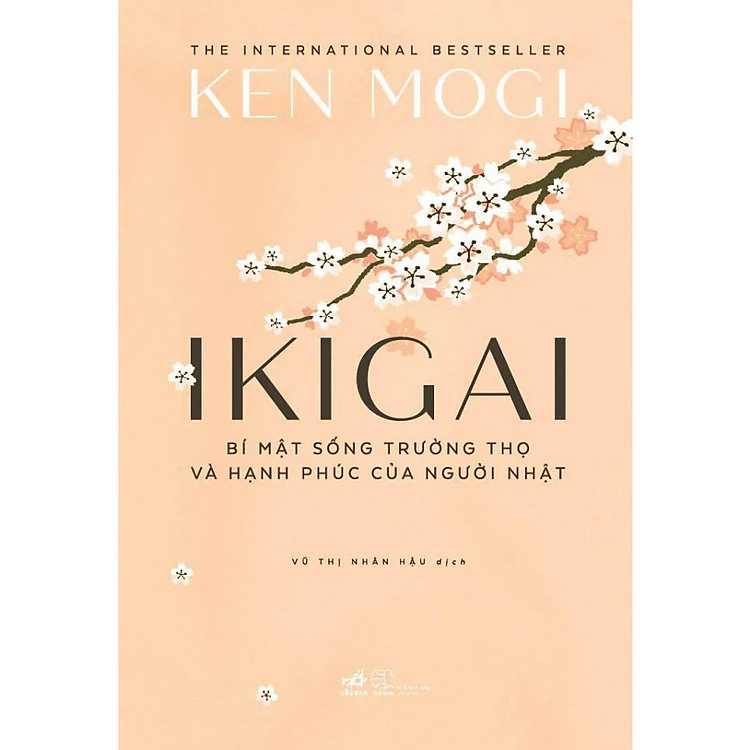 THE INTERNATIONAL BESTSELLER
KEN MOGI
IKIGAI
BÍ MẬT SỐNG TRƯỜNG THỌ
VÀ HẠNH PHÚC CỦA NGƯỜI NHẬT
VŨ THỊ NHÂN HẬU dịch